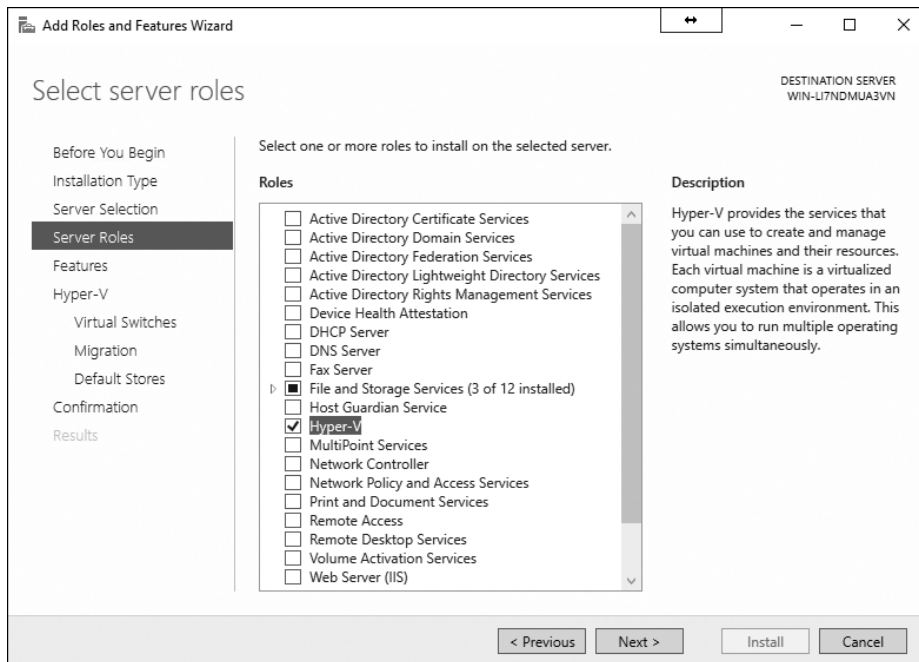 Add Roles and Features Wizard
Select server roles
DESTINATION SERVER
WIN-LI7NDMUA3VN
Before You Begin
Installation Type
Server Selection
Server Roles
Features
Hyper-V
Virtual Switches
Migration
Default Stores
Confirmation
Results
Select one or more roles to install on the selected server.
Roles
Active Directory Certificate Services
Active Directory Domain Services
Active Directory Federation Services
Active Directory Lightweight Directory Services
Active Directory Rights Management Services
Device Health Attestation
DHCP Server
DNS Server
Fax Server
File and Storage Services (3 of 12 installed)
Host Guardian Service
Hyper-V
MultiPoint Services
Network Controller
Network Policy and Access Services
Print and Document Services
Remote Access
Remote Desktop Services
Volume Activation Services
Web Server (IIS)
Description
Hyper-V provides the services that
you can use to create and manage
virtual machines and their resources.
Each virtual machine is a virtualized
computer system that operates in an
isolated execution environment. This
allows you to run multiple operating
systems simultaneously.
< Previous
Next >
Install
Cancel